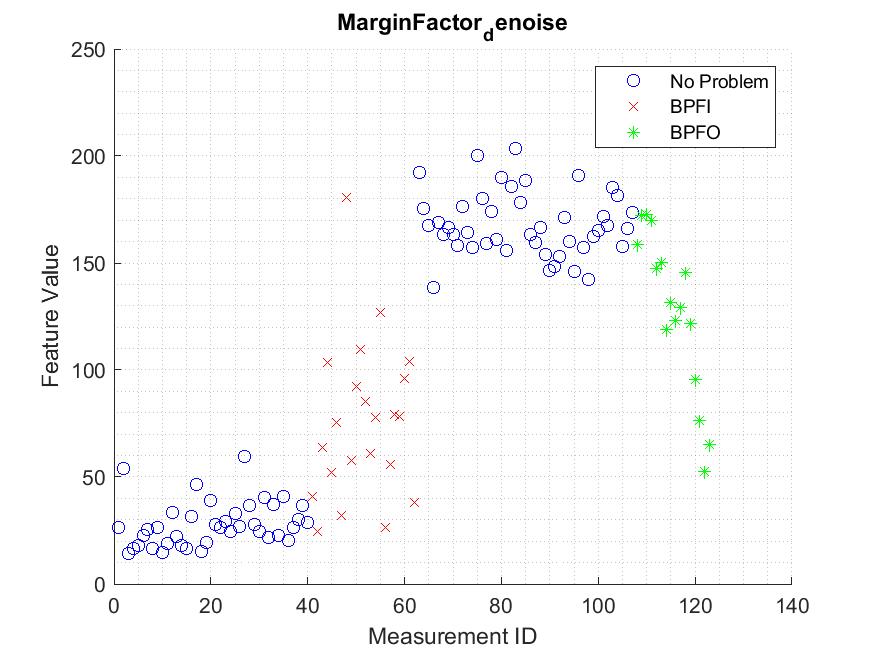 MarginFactor_denoise
250
200
150
100
50
0
Feature Value
No Problem
BPFI
BPFO
0 20 40 60 80 100 120 140
Measurement ID